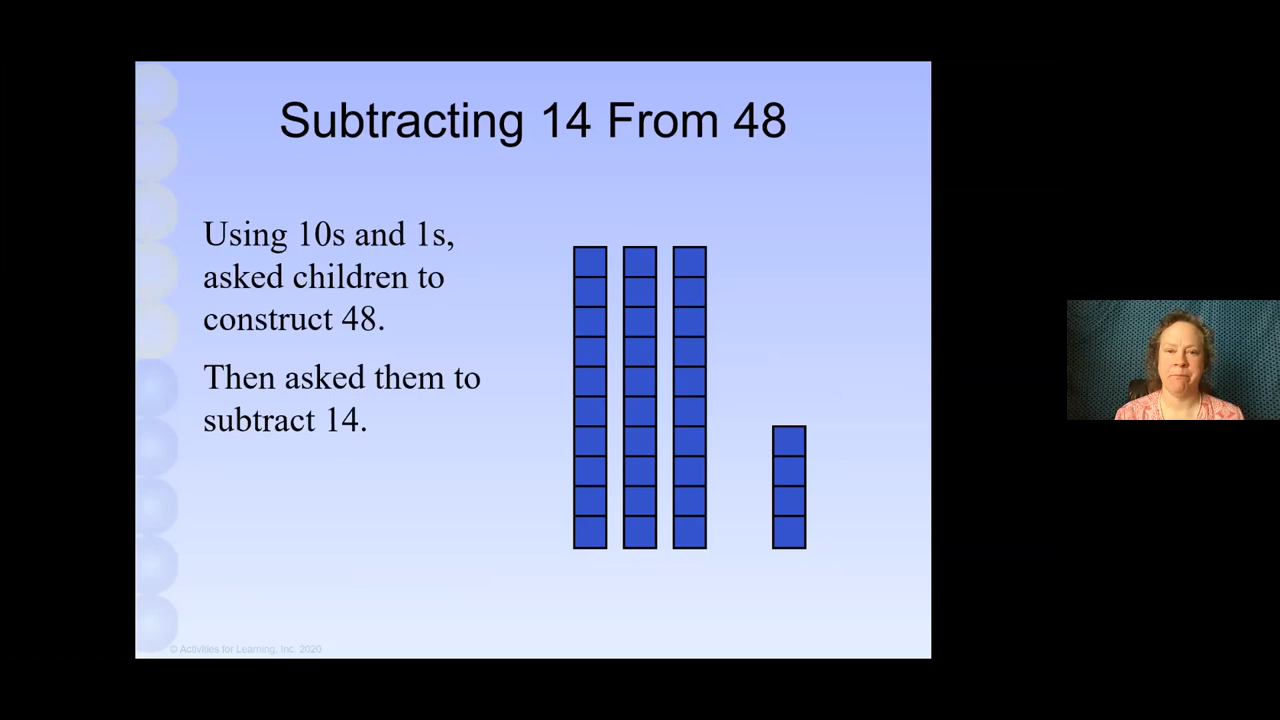 Subtracting 14 From 48
Using 10s and 1s,
asked children to
construct 48.
Then asked them to
subtract 14.
© Activities for Learning, Inc. 2020